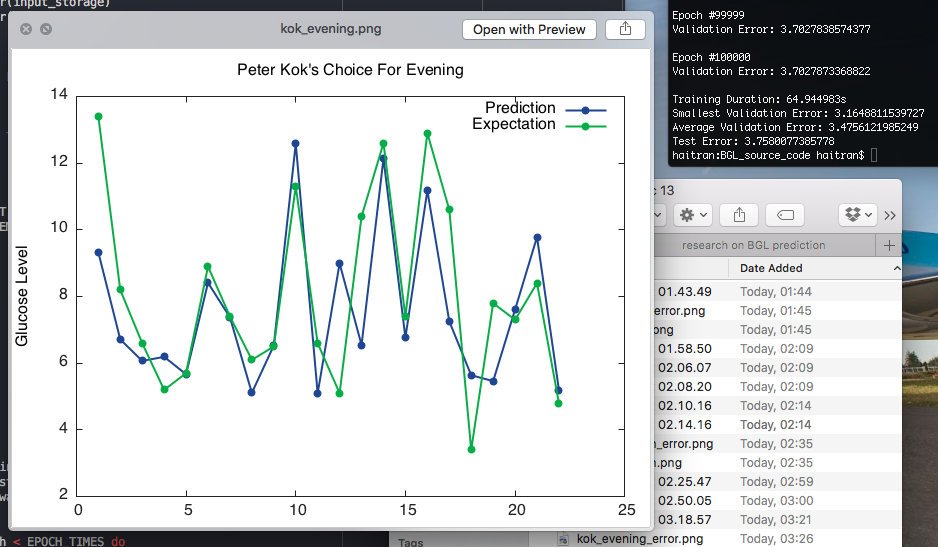 r(input_storage)
kok_evening.png
Open with Preview
Peter Kok's Choice For Evening
Prediction
Expectation
Glucose Level
14
12
10
8
6
4
2
0
5
10
15
20
25
< EPOCH_TIMES do
Epoch #99999
Validation Error: 3.7027838574377
Epoch #100000
Validation Error: 3.7027873368822
Training Duration: 64.944983s
Smallest Validation Error: 3.1648811539727
Average Validation Error: 3.4756121985249
Test Error: 3.7580077385778
haitran:BGL_source_code haitran$
13
research on BGL prediction
Date Added
01.43.49 Today, 01:44
_error.png Today, 01:45
.png Today, 01:45
01.58.50 Today, 02:09
02.06.07 Today, 02:09
02.08.20 Today, 02:09
02.10.16 Today, 02:14
02.14.16 Today, 02:14
_error.png Today, 02:35
.png Today, 02:35
02.25.47 Today, 02:59
02.50.05 Today, 03:00
03.18.57 Today, 03:21
kok_evening_error.png Today, 03:26
Tags